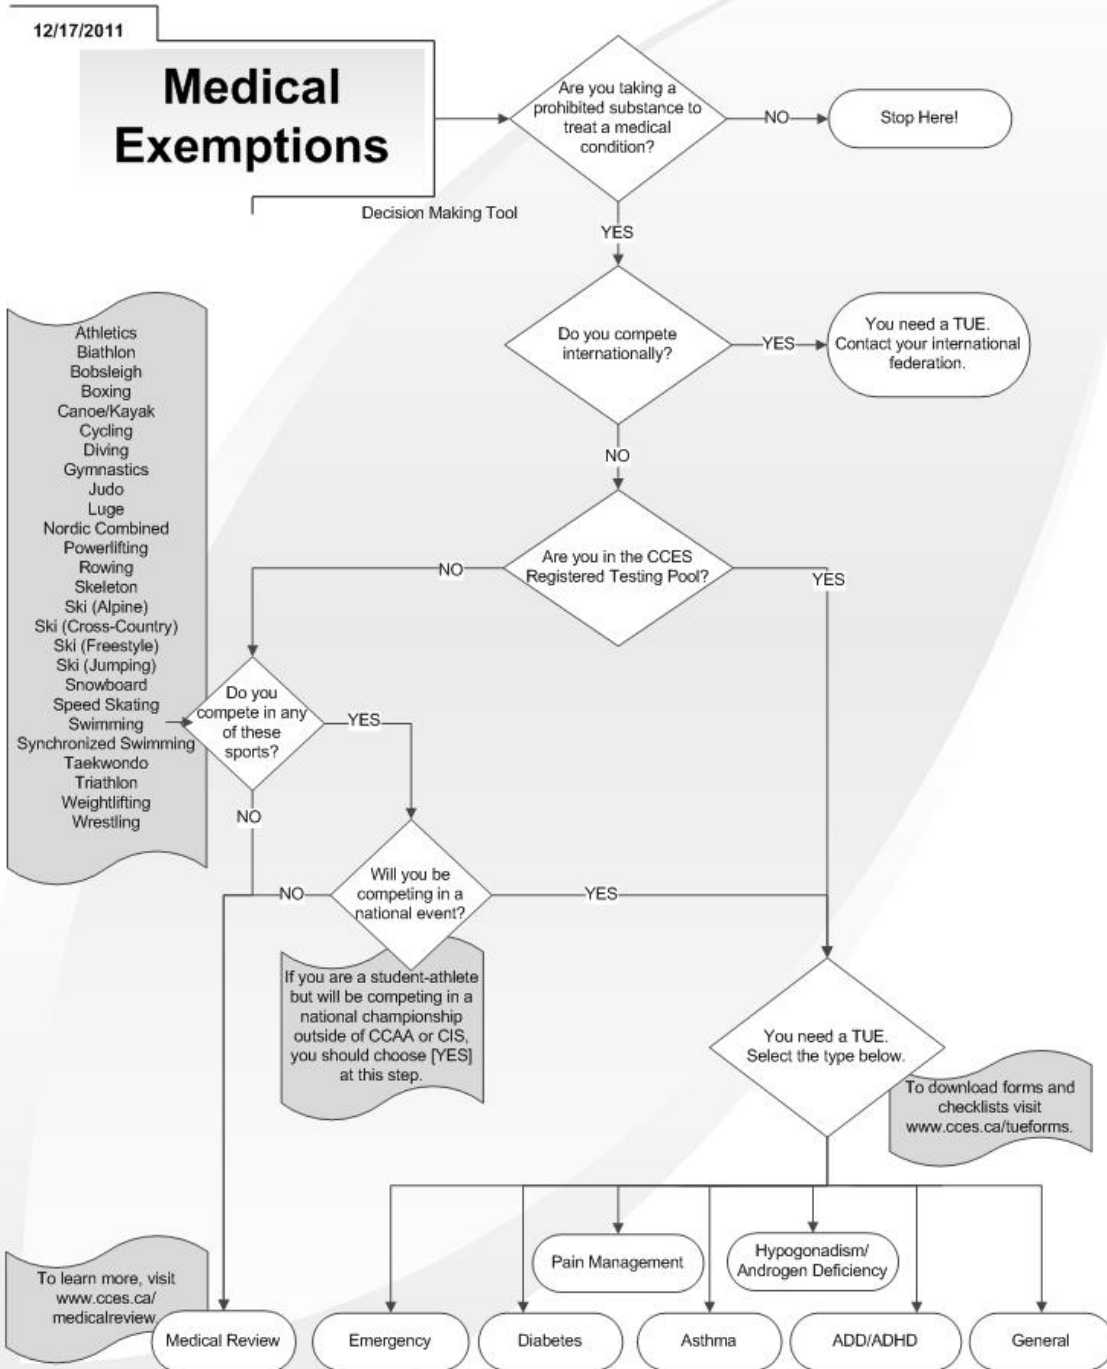 12/17/2011
Medical
Exemptions
Decision Making Tool
Are you taking a
prohibited substance to
treat a medical
condition?
NO
Stop Here!
YES
Do you compete
internationally?
YES
You need a TUE.
Contact your international
federation.
NO
Are you in the CCES
Registered Testing Pool?
NO
YES
Athletics
Biathlon
Bobsleigh
Boxing
Canoe/Kayak
Cycling
Diving
Gymnastics
Judo
Luge
Nordic Combined
Powerlifting
Rowing
Skeleton
Ski (Alpine)
Ski (Cross-Country)
Ski (Freestyle)
Ski (Jumping)
Snowboard
Speed Skating
Swimming
Synchronized Swimming
Taekwondo
Triathlon
Weightlifting
Wrestling
Do you
compete in any
of these
sports?
YES
NO
Will you be
competing in a
national event?
NO
YES
If you are a student-athlete
but will be competing in a
national championship
outside of CCAA or CIS,
you should choose [YES]
at this step.
You need a TUE.
Select the type below.
To download forms and
checklists visit
www.cces.ca/tueforms.
Pain Management
Hypogonadism/
Androgen Deficiency
To learn more, visit
www.cces.ca/
medicalreview.
Medical Review
Emergency
Diabetes
Asthma
ADD/ADHD
General